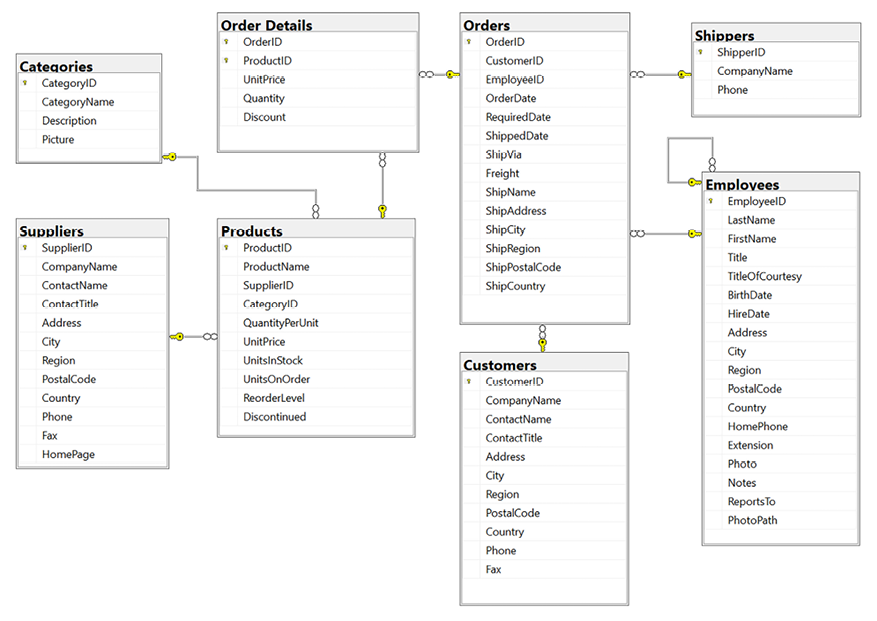 Categories
CategoryID
CategoryName
Description
Picture
Order Details
OrderID
ProductID
UnitPrice
Quantity
Discount
Orders
OrderID
CustomerID
EmployeeID
OrderDate
RequiredDate
ShippedDate
ShipVia
Freight
ShipName
ShipAddress
ShipCity
ShipRegion
ShipPostalCode
ShipCountry
Shippers
ShipperID
CompanyName
Phone
Suppliers
SupplierID
CompanyName
ContactName
ContactTitle
Address
City
Region
PostalCode
Country
Phone
Fax
HomePage
Products
ProductID
ProductName
SupplierID
CategoryID
QuantityPerUnit
UnitPrice
UnitsInStock
UnitsOnOrder
ReorderLevel
Discontinued
Customers
CustomerID
CompanyName
ContactName
ContactTitle
Address
City
Region
PostalCode
Country
Phone
Fax
Employees
EmployeeID
LastName
FirstName
Title
TitleOfCourtesy
BirthDate
HireDate
Address
City
Region
PostalCode
Country
HomePhone
Extension
Photo
Notes
ReportsTo
PhotoPath